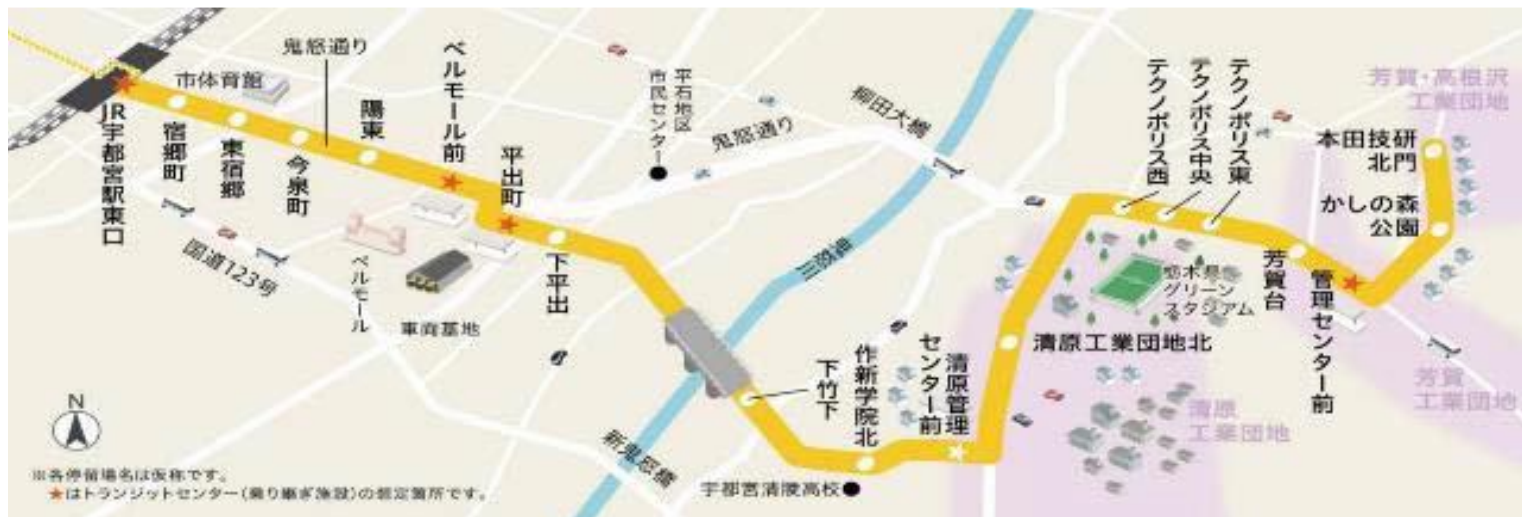 鬼怒通り
市体育館
JR宇都宮駅東口
宿郷町
東宿郷
今泉町
陽東
ベルモール前
平出町
国道123号
ベルモール
車両基地
下平出
平石地区
市民センター
鬼怒通り
柳田大橋
鬼怒川
新鬼怒橋
下竹下
作新学院北
宇都宮清陵高校
清原管理
センター前
清原工業団地北
清原
工業団地
テクノポリス西
テクノポリス中央
テクノポリス東
栃木県
グリーン
スタジアム
芳賀台
管理センター前
芳賀
工業団地
かしの森
公園
本田技研
北門
芳賀・高根沢
工業団地
N
※各停留場名は仮称です。
★はトランジットセンター(乗り継ぎ施設)の想定箇所です。